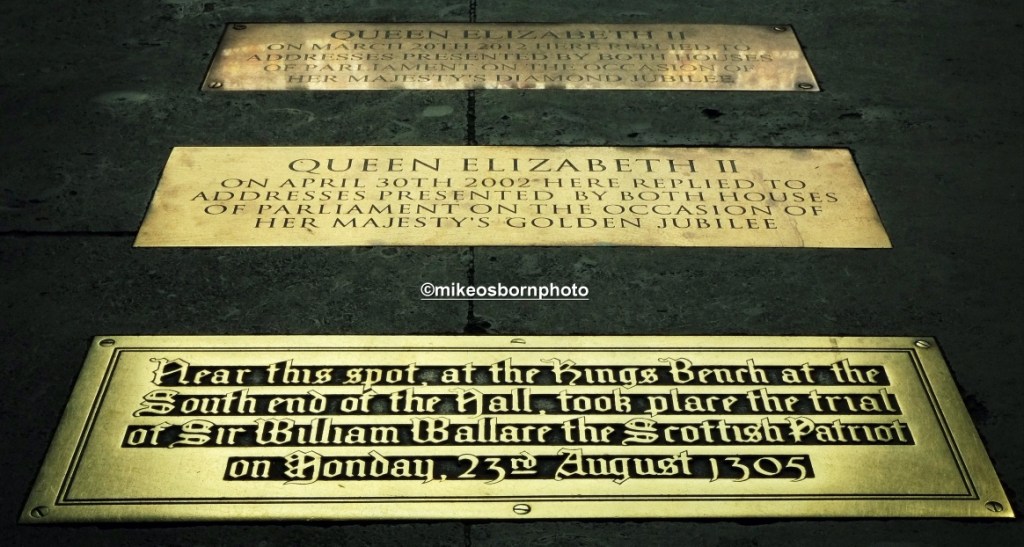 QUEEN ELIZABETH II
ON MARCH 20TH 2012 HERE REPLIED TO
ADDRESSES PRESENTED BY BOTH HOUSES
OF PARLIAMENT ON THE OCCASION OF
HER MAJESTY'S DIAMOND JUBILEE
QUEEN ELIZABETH II
ON APRIL 30TH 2002 HERE REPLIED TO
ADDRESSES PRESENTED BY BOTH HOUSES
OF PARLIAMENT ON THE OCCASION OF
HER MAJESTY'S GOLDEN JUBILEE
©mikeosbornphoto
Near this spot, at the Kings Bench at the
South end of the Hall, took place the trial
of Sir William Wallace the Scottish Patriot
on Monday, 23rd August 1305